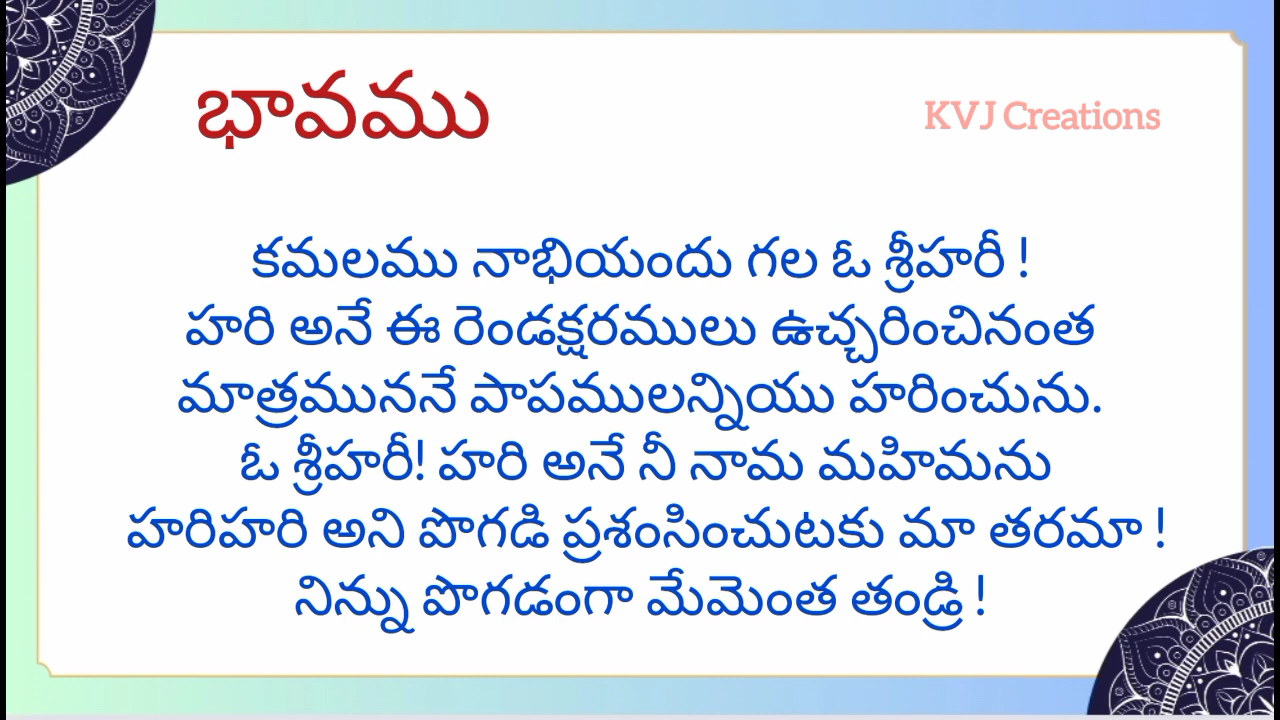 భావము
KVJ Creations
కమలము నాభియందు గల ఓ శ్రీహరీ !
హరి అనే ఈ రెండక్షరములు ఉచ్చరించినంత
మాత్రముననే పాపములన్నియు హరించును.
ఓ శ్రీహరీ! హరి అనే నీ నామ మహిమను
హరిహరి అని పొగడి ప్రశంసించుటకు మా తరమా !
నిన్ను పొగడంగా మేమెంత తండ్రి !